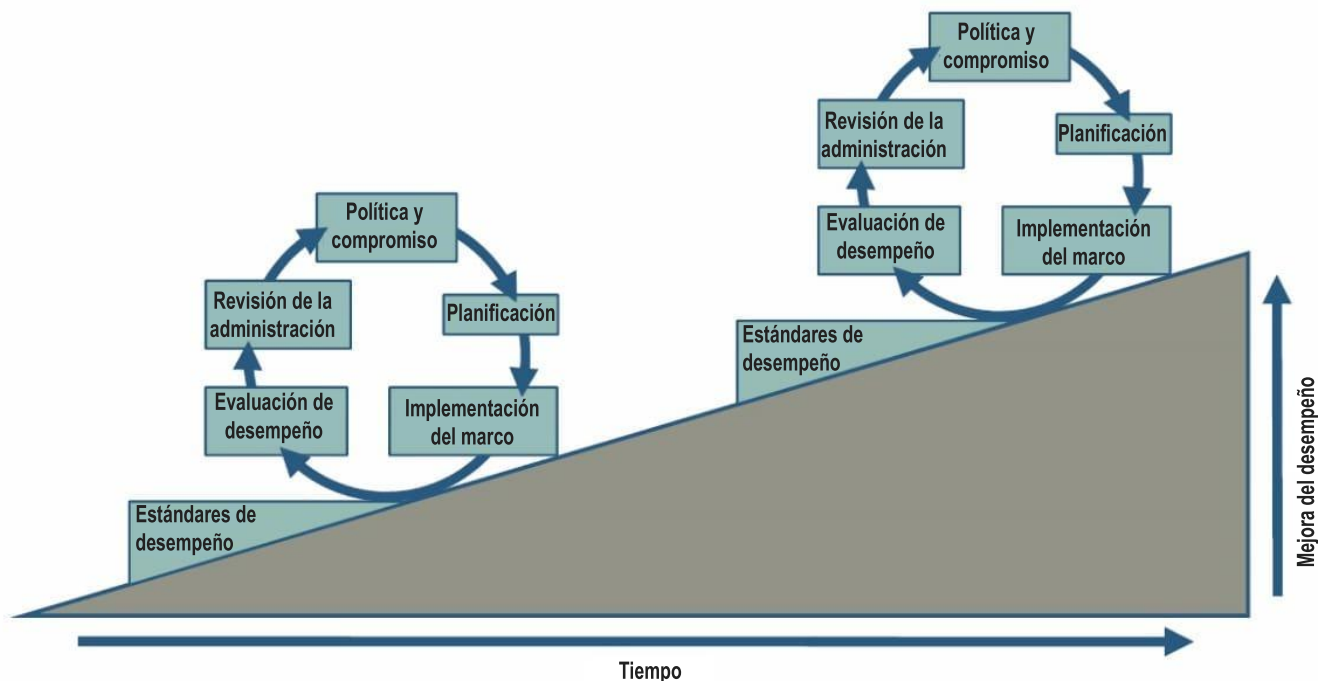 Política y
compromiso
Planificación
Implementación
del marco
Evaluación de
desempeño
Revisión de la
administración
Estándares de
desempeño
Política y
compromiso
Planificación
Implementación
del marco
Evaluación de
desempeño
Revisión de la
administración
Estándares de
desempeño
Mejora del desempeño
Tiempo